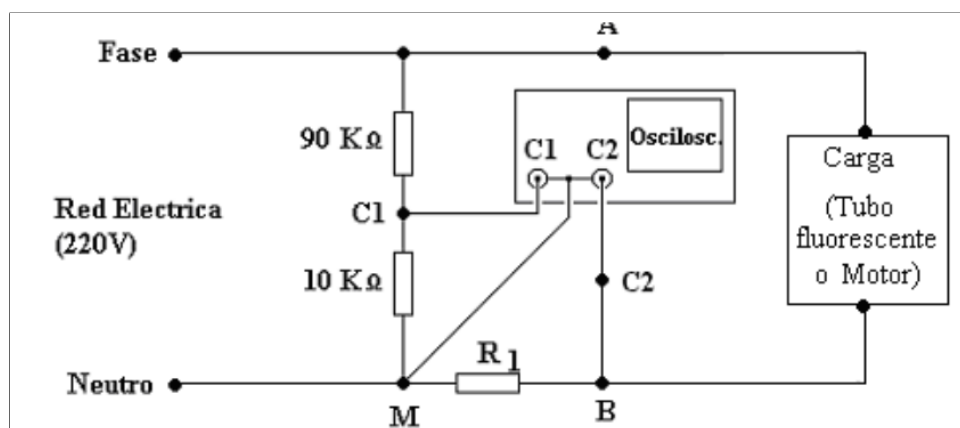 A
Fase
90 KΩ
Oscilosc.
C1
C2
Carga
(Tubo
fluorescente
o Motor)
Red Electrica
(220V)
C1
10 KΩ
C2
R1
Neutro
M
B